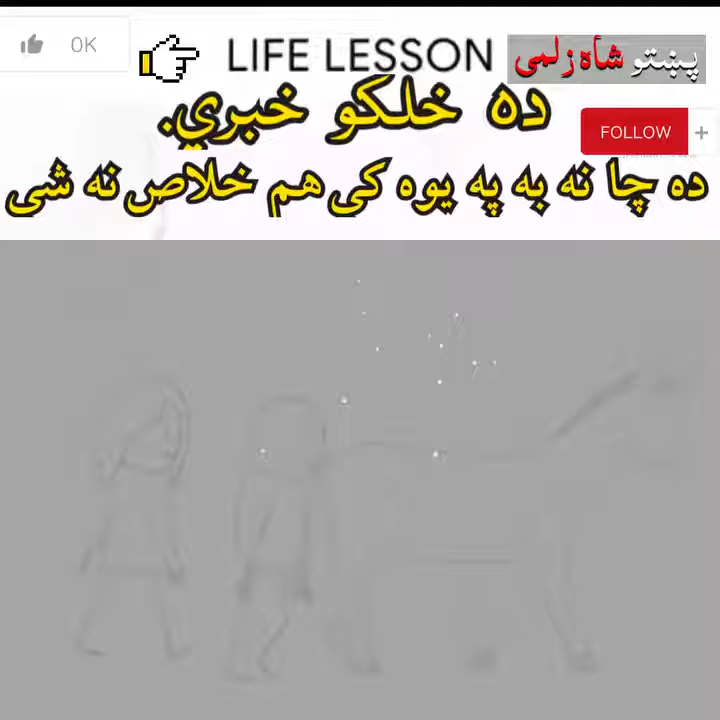 0K
LIFE LESSON
پښتو شاه زلمی
ده خلکو خبري.
FOLLOW +
ده چا نه به په یوه کی هم خلاص نه شی